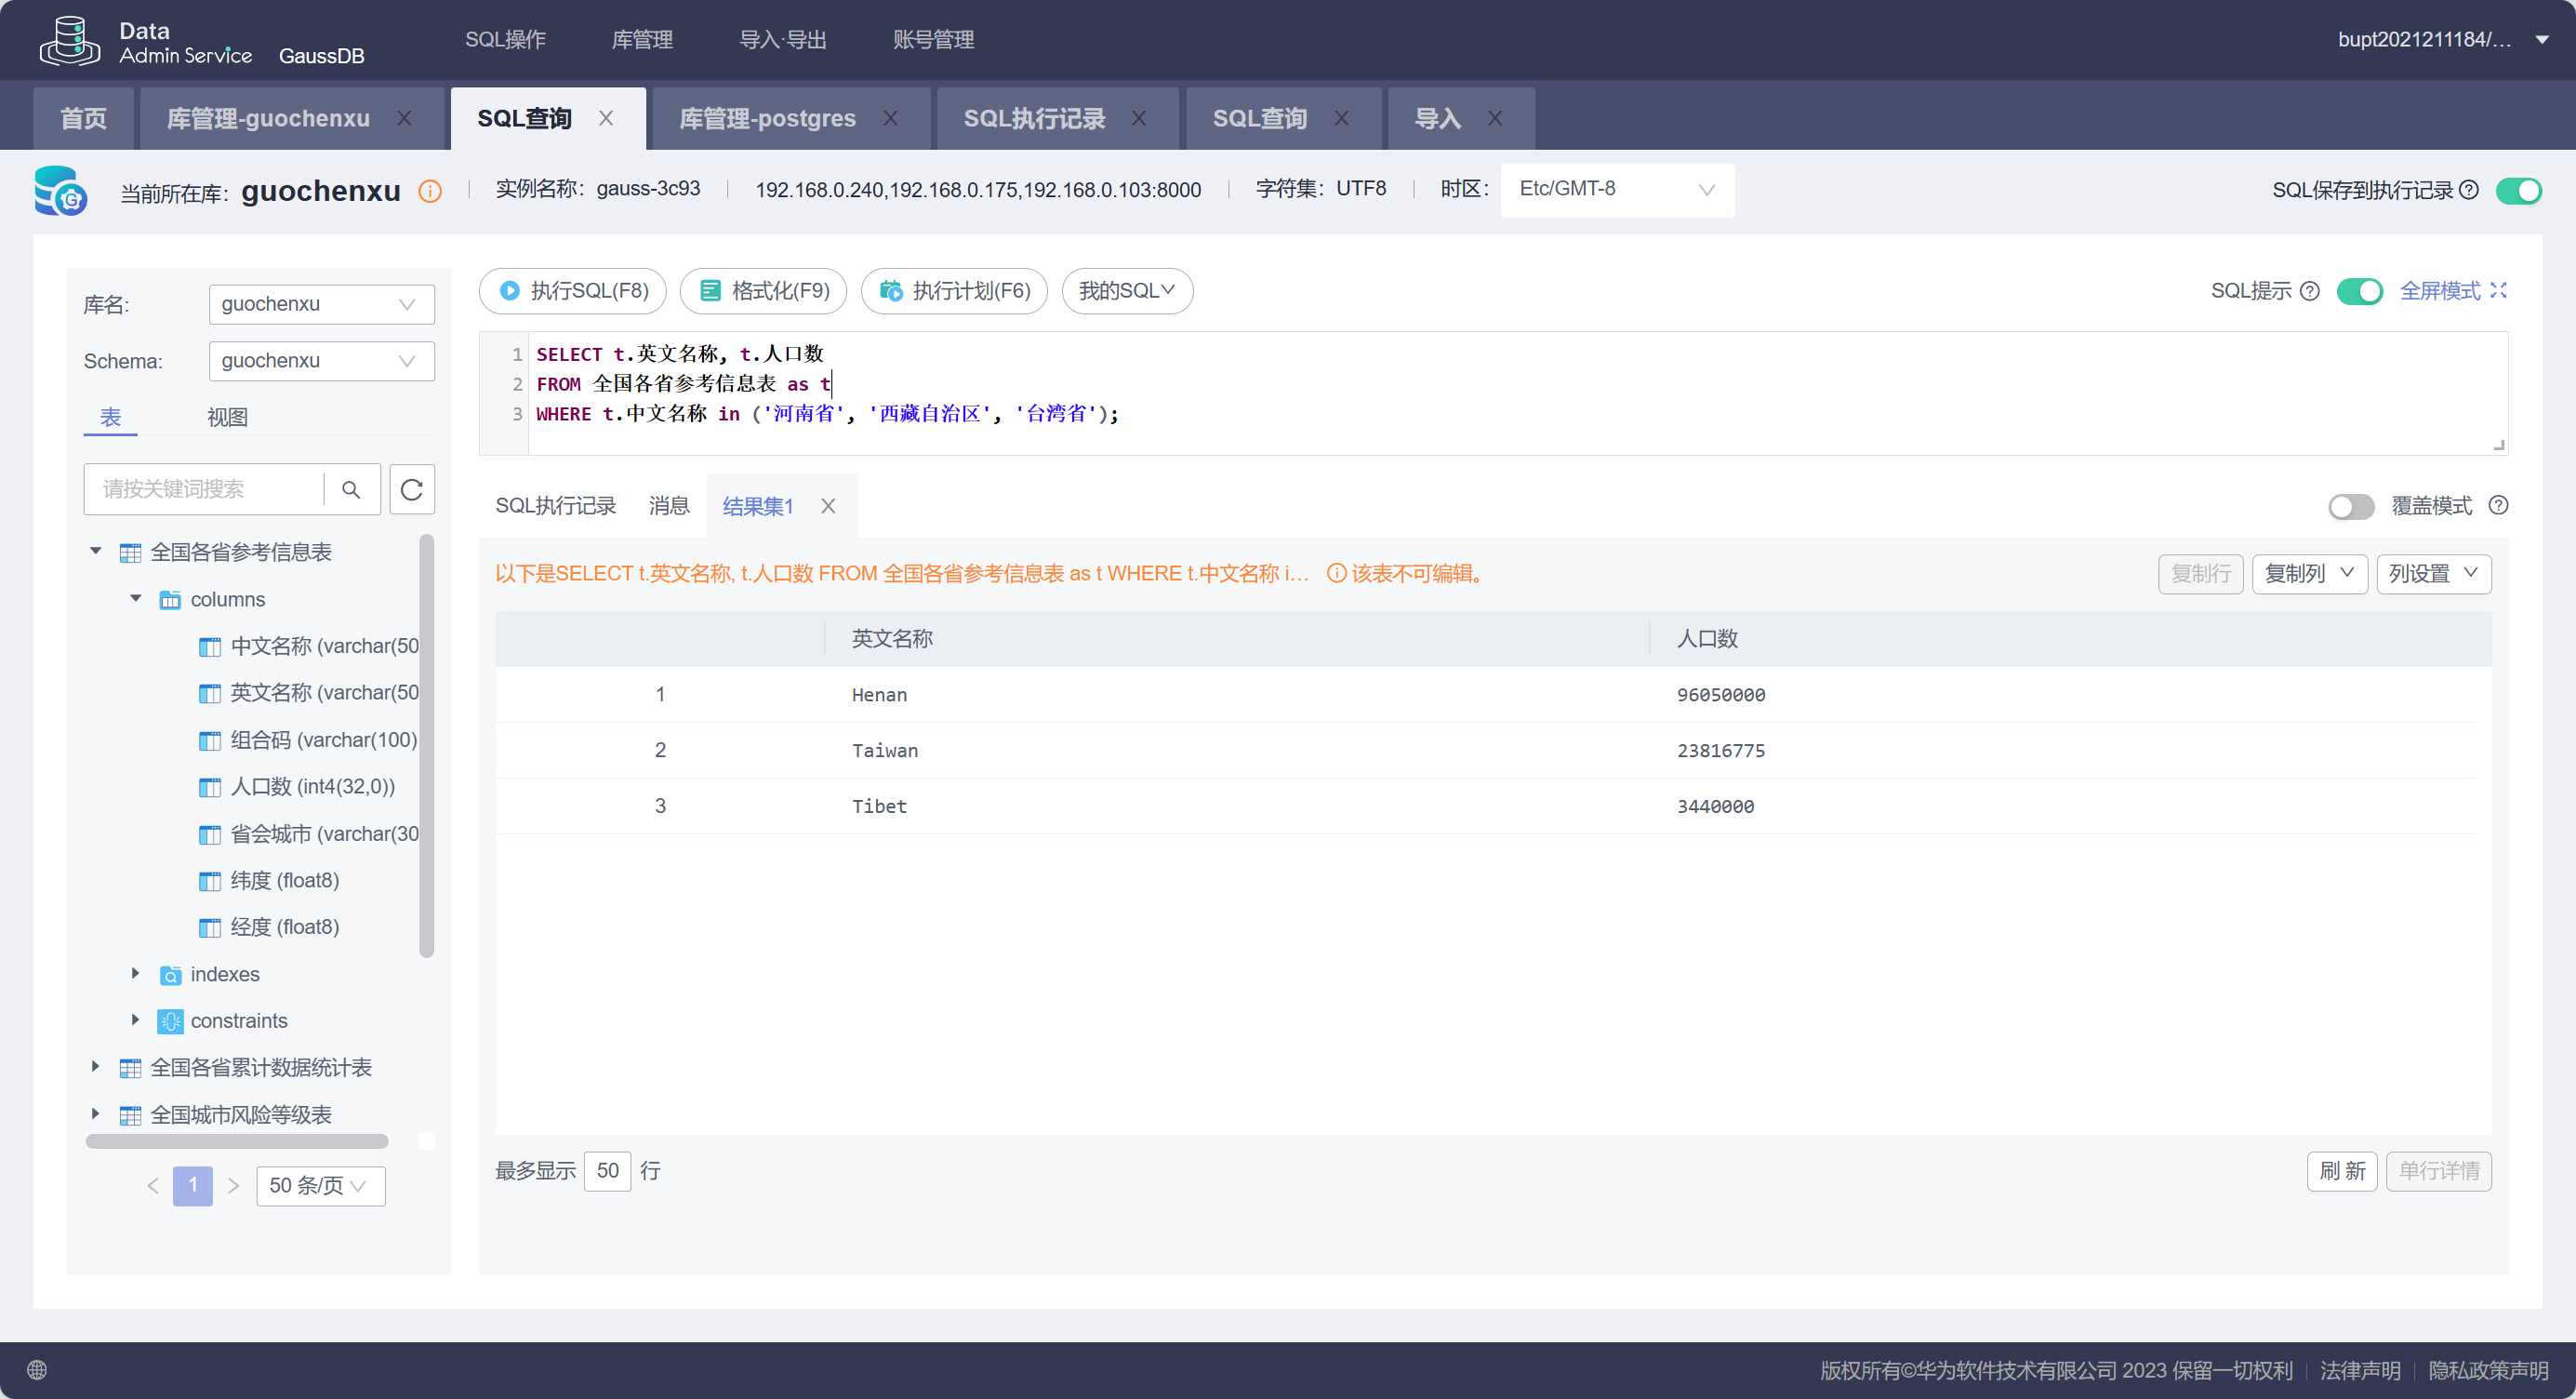 Data
Admin Service
GaussDB
SQL操作
库管理
导入·导出
账号管理
bupt2021211184/...
首页
库管理-guochenxu
SQL查询
库管理-postgres
SQL执行记录
SQL查询
导入
当前所在库: guochenxu
实例名称: gauss-3c93
192.168.0.240,192.168.0.175,192.168.0.103:8000
字符集: UTF8
时区:
Etc/GMT-8
SQL保存到执行记录
库名:
guochenxu
Schema:
guochenxu
表
视图
请按关键词搜索
全国各省参考信息表
columns
中文名称 (varchar(50
英文名称 (varchar(50
组合码 (varchar(100)
人口数 (int4(32,0))
省会城市 (varchar(30
纬度 (float8)
经度 (float8)
indexes
constraints
全国各省累计数据统计表
全国城市风险等级表
1
50 条/页
执行SQL(F8)
格式化(F9)
执行计划(F6)
我的SQL
SQL提示
全屏模式
1 SELECT t.英文名称, t.人口数
2 FROM 全国各省参考信息表 as t
3 WHERE t.中文名称 in ('河南省', '西藏自治区', '台湾省');
SQL执行记录
消息
结果集1
覆盖模式
以下是SELECT t.英文名称, t.人口数 FROM 全国各省参考信息表 as t WHERE t.中文名称 i...
该表不可编辑。
复制行
复制列
列设置
英文名称 人口数
1 Henan 96050000
2 Taiwan 23816775
3 Tibet 3440000
最多显示 50 行
刷 新
单行详情
版权所有©华为软件技术有限公司 2023 保留一切权利
法律声明
隐私政策声明